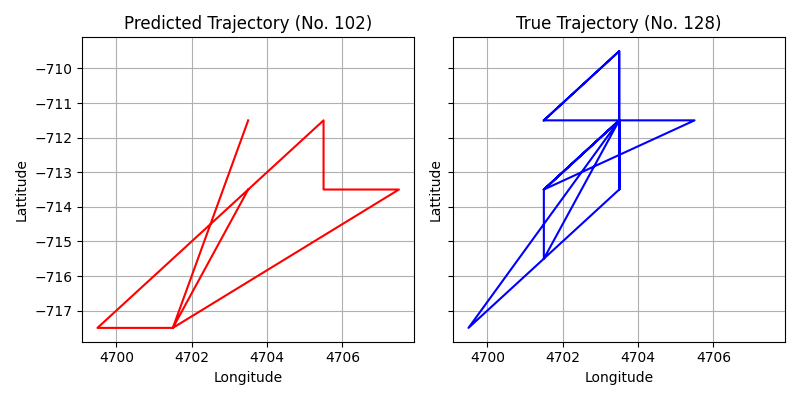 Predicted Trajectory (No. 102)
−710
−711
−712
−713
−714
−715
−716
−717
Lattitude
4700 4702 4704 4706
Longitude
True Trajectory (No. 128)
Lattitude
4700 4702 4704 4706
Longitude